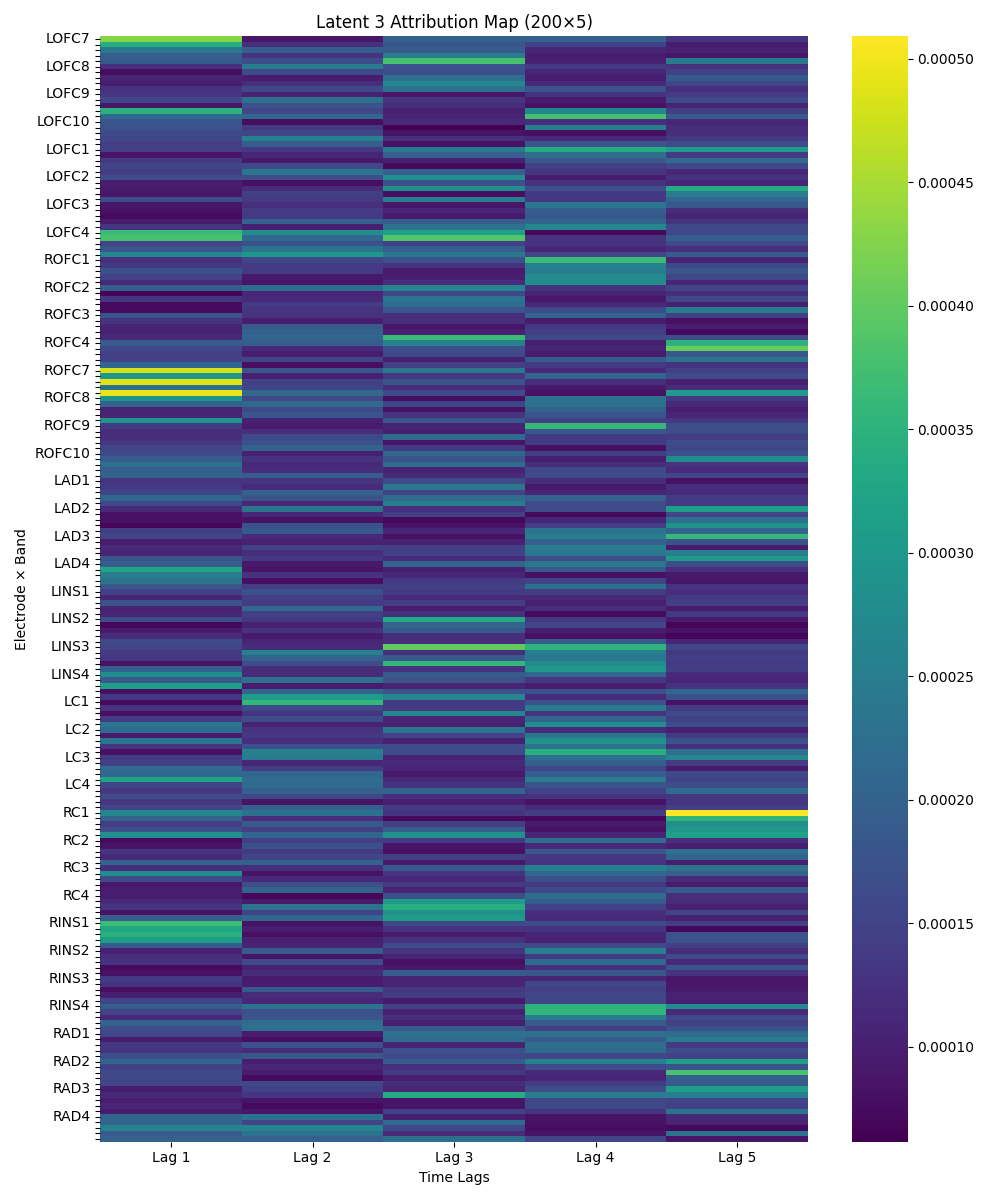 Latent 3 Attribution Map (200×5)
LOFC7
LOFC8
LOFC9
LOFC10
LOFC1
LOFC2
LOFC3
LOFC4
ROFC1
ROFC2
ROFC3
ROFC4
ROFC7
ROFC8
ROFC9
ROFC10
LAD1
LAD2
LAD3
LAD4
LINS1
LINS2
LINS3
LINS4
LC1
LC2
LC3
LC4
RC1
RC2
RC3
RC4
RINS1
RINS2
RINS3
RINS4
RAD1
RAD2
RAD3
RAD4
Electrode × Band
Lag 1 Lag 2 Lag 3 Lag 4 Lag 5
Time Lags
0.00050
0.00045
0.00040
0.00035
0.00030
0.00025
0.00020
0.00015
0.00010